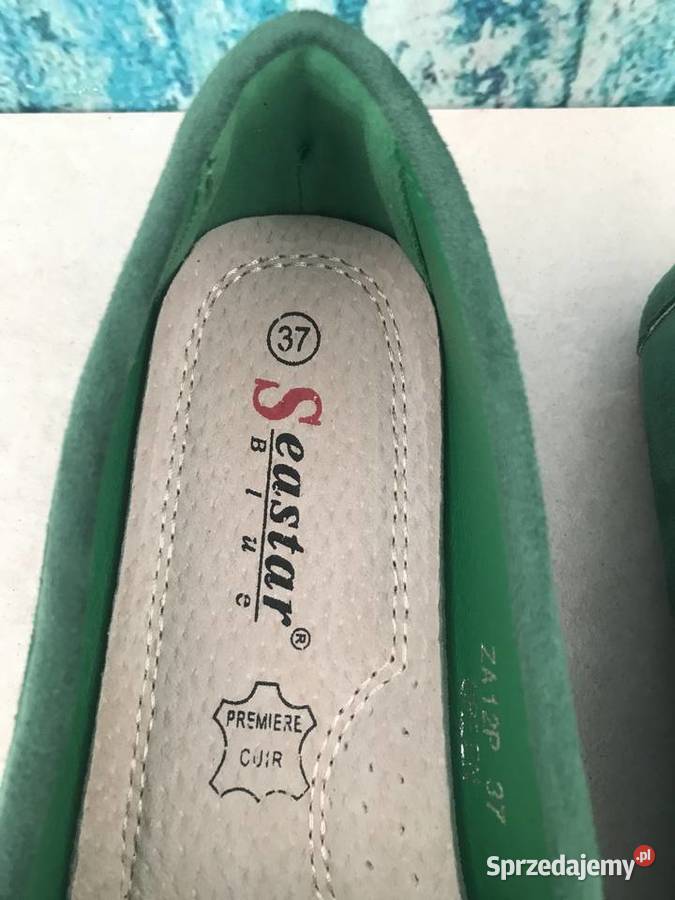 37
Seastar®
Blue
PREMIERE
CUIR
ZA12P 37
Sprzedajemy.pl